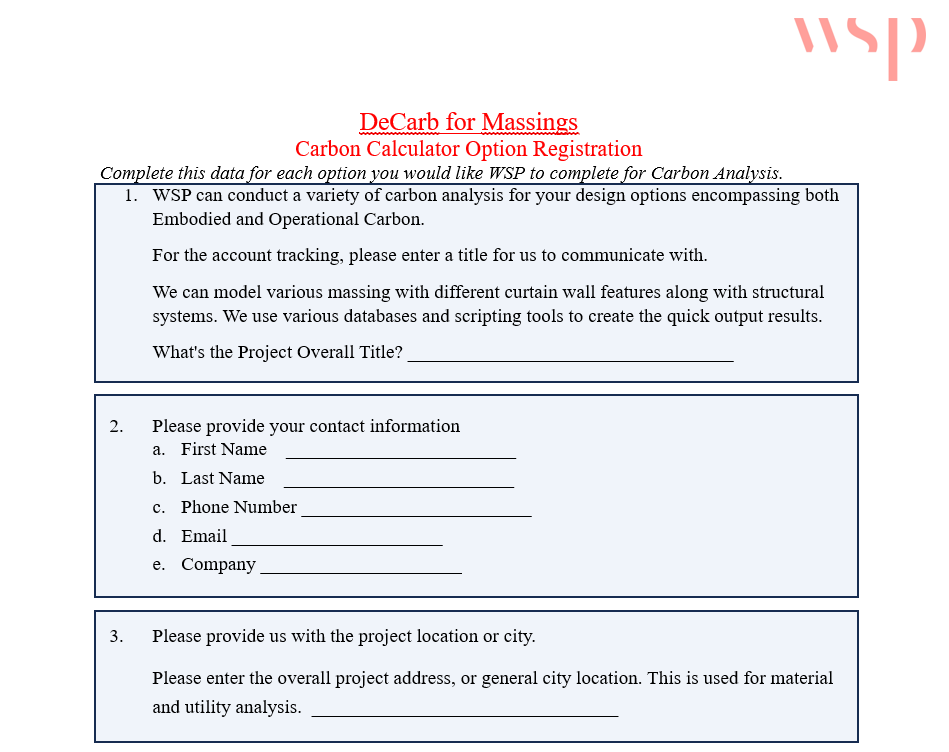 wsp
DeCarb for Massings
Carbon Calculator Option Registration
Complete this data for each option you would like WSP to complete for Carbon Analysis.
1. WSP can conduct a variety of carbon analysis for your design options encompassing both
Embodied and Operational Carbon.
For the account tracking, please enter a title for us to communicate with.
We can model various massing with different curtain wall features along with structural
systems. We use various databases and scripting tools to create the quick output results.
What's the Project Overall Title? ___________________________________
2. Please provide your contact information
a. First Name _________________________
b. Last Name _________________________
c. Phone Number _________________________
d. Email _______________________
e. Company ______________________
3. Please provide us with the project location or city.
Please enter the overall project address, or general city location. This is used for material
and utility analysis. _________________________________